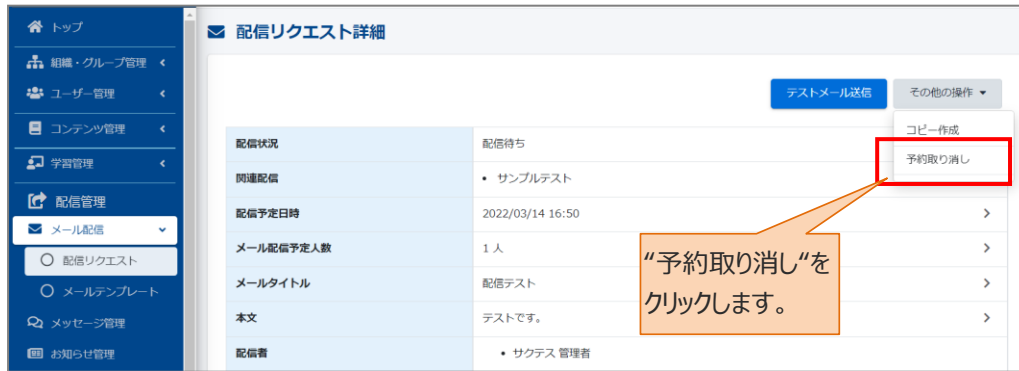 トップ
組織・グループ管理
ユーザー管理
コンテンツ管理
学習管理
配信管理
メール配信
配信リクエスト
メールテンプレート
メッセージ管理
お知らせ管理
配信リクエスト詳細
テストメール送信 その他の操作
コピー作成
予約取り消し
配信状況 配信待ち
関連配信 • サンプルテスト
配信予定日時 2022/03/14 16:50
メール配信予定人数 1 人
メールタイトル 配信テスト
本文 テストです。
配信者 • サクテス 管理者
“予約取り消し“を
クリックします。